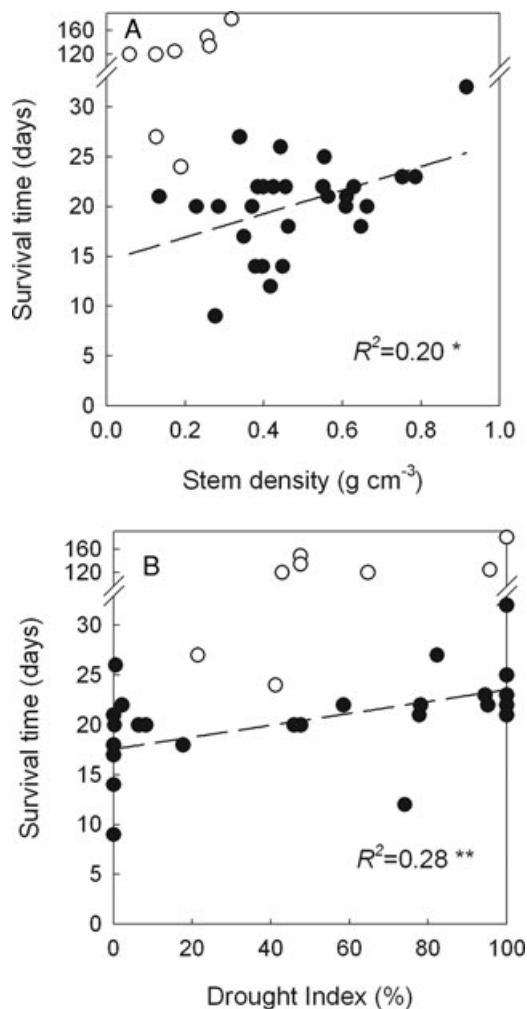 A
160
120
30
25
20
15
10
5
0
Survival time (days)
R²=0.20 *
0.0 0.2 0.4 0.6 0.8 1.0
Stem density (g cm⁻³)
B
160
120
30
25
20
15
10
5
0
Survival time (days)
R²=0.28 **
0 20 40 60 80 100
Drought Index (%)